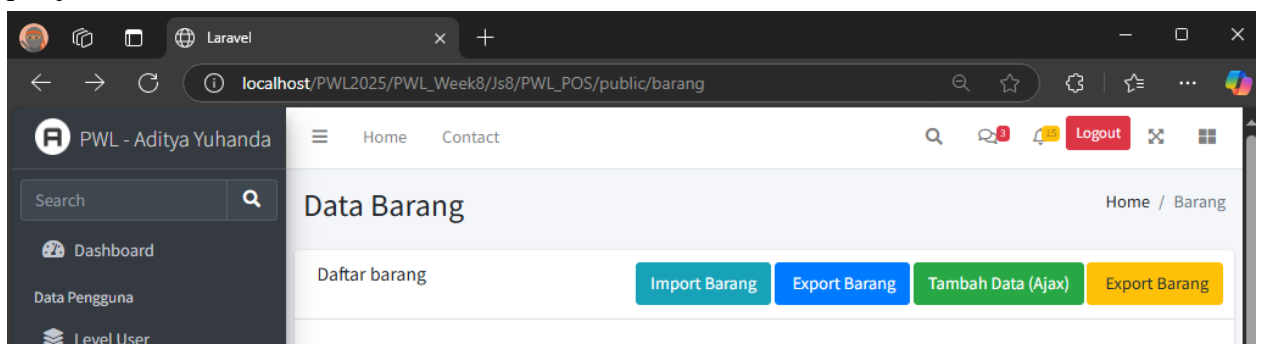 Laravel
localhost/PWL2025/PWL_Week8/Js8/PWL_POS/public/barang
PWL - Aditya Yuhanda
Home Contact
3 15 Logout
Search
Data Barang
Home / Barang
Dashboard
Daftar barang
Import Barang Export Barang Tambah Data (Ajax) Export Barang
Data Pengguna
Level User